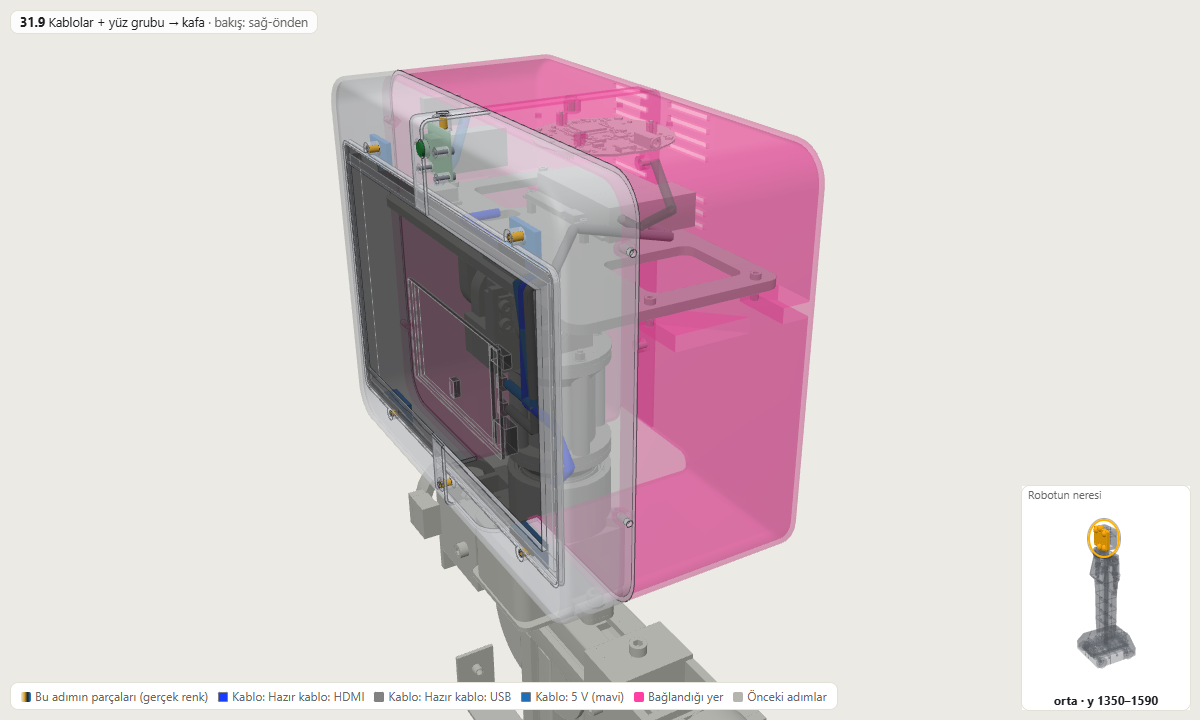 31.9 Kablolar + yüz grubu → kafa · bakış: sağ-önden
Robotun neresi
orta · y 1350–1590
Bu adımın parçaları (gerçek renk) Kablo: Hazır kablo: HDMI Kablo: Hazır kablo: USB Kablo: 5 V (mavi) Bağlandığı yer Önceki adımlar